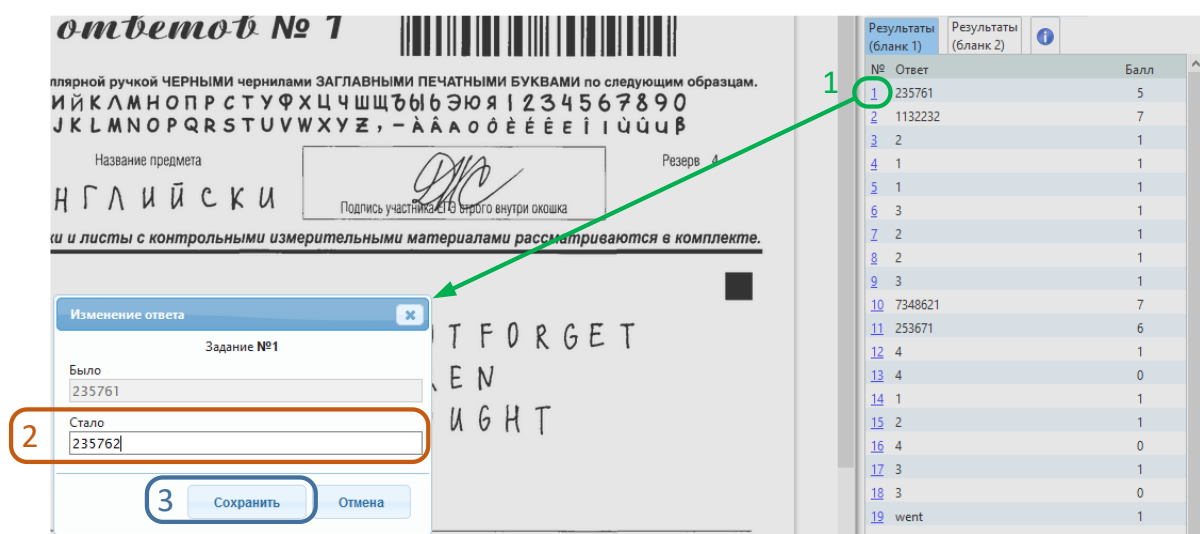 ответов № 1
ллярной ручкой ЧЕРНЫМИ чернилами ЗАГЛАВНЫМИ ПЕЧАТНЫМИ БУКВАМИ по следующим образцам.
ИЙКЛМНОПРСТУФХЦЧШЩЪЫЬЭЮЯ1234567890
JKLMNOPQRSTUVWXYZ,-ÀÂÄОÔÈÉÊËÎÏÙÛÜß
Название предмета
Резерв 4
НГЛИЙСКИ
Подпись участника ЕГЭ строго внутри окошка
ки и листы с контрольными измерительными материалами рассматриваются в комплекте.
TFORGET
EN
UGHT
Изменение ответа
Задание №1
Было
235761
2
Стало
235762
3
Сохранить Отмена
1
Результаты (бланк 1)
Результаты (бланк 2)
i
№ Ответ Балл
1 235761 5
2 1132232 7
3 2 1
4 1 1
5 1 1
6 3 1
7 2 1
8 2 1
9 3 1
10 7348621 7
11 253671 6
12 4 1
13 4 0
14 1 1
15 2 1
16 4 0
17 3 1
18 3 0
19 went 1